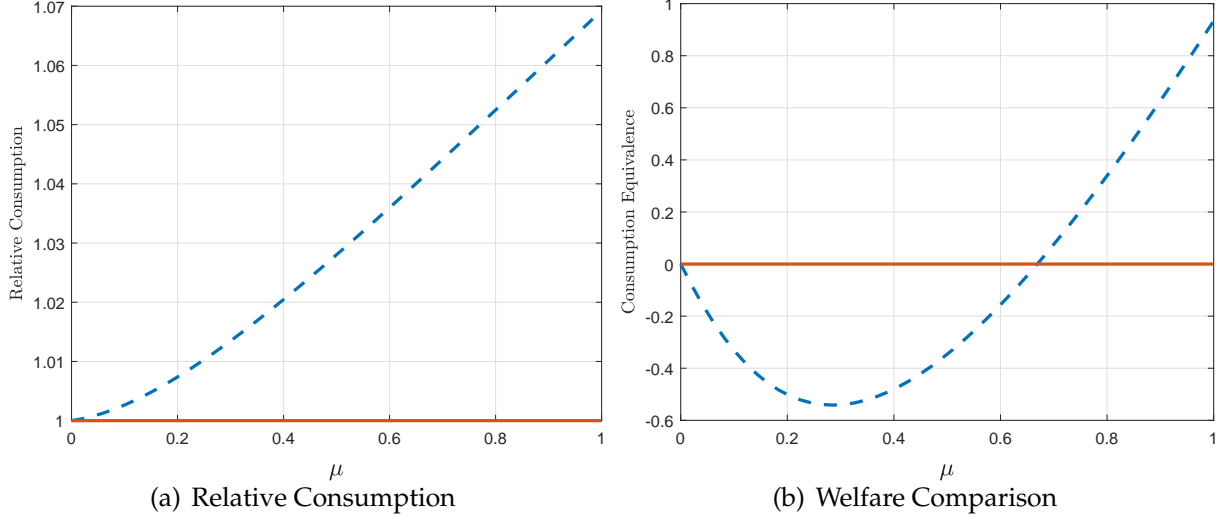 1.07
1.06
1.05
1.04
1.03
1.02
1.01
1
Relative Consumption
0 0.2 0.4 0.6 0.8 1
μ
(a) Relative Consumption
1
0.8
0.6
0.4
0.2
0
-0.2
-0.4
-0.6
Consumption Equivalence
0 0.2 0.4 0.6 0.8 1
μ
(b) Welfare Comparison